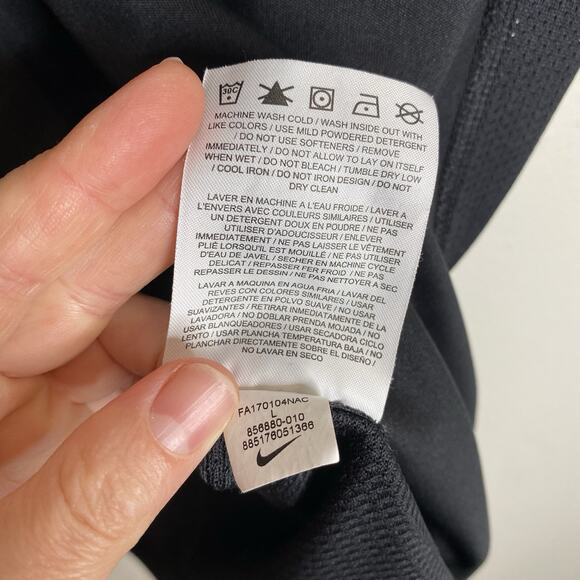 30C
MACHINE WASH COLD / WASH INSIDE OUT WITH
LIKE COLORS / USE MILD POWDERED DETERGENT
/ DO NOT USE SOFTENERS / REMOVE
IMMEDIATELY / DO NOT ALLOW TO LAY ON ITSELF
WHEN WET / DO NOT BLEACH / TUMBLE DRY LOW
/ COOL IRON / DO NOT IRON DESIGN / DO NOT
DRY CLEAN
LAVER EN MACHINE A L'EAU FROIDE / LAVER A
L'ENVERS AVEC COULEURS SIMILAIRES / UTILISER
UN DETERGENT DOUX EN POUDRE / NE PAS
UTILISER D'ADOUCISSEUR / ENLEVER
IMMEDIATEMENT / NE PAS LAISSER LE VÊTEMENT
PLIÉ LORSQU'IL EST MOUILLÉ / NE PAS UTILISER
D'EAU DE JAVEL / SECHER EN MACHINE CYCLE
DELICAT / REPASSER FER FROID / NE PAS
REPASSER LE DESSIN / NE PAS NETTOYER A SEC
LAVAR A MAQUINA EN AGUA FRIA / LAVAR DEL
REVES CON COLORES SIMILARES / USAR
DETERGENTE EN POLVO SUAVE / NO USAR
SUAVIZANTES / RETIRAR INMEDIATAMENTE DE LA
LAVADORA / NO DOBLAR PRENDA MOJADA / NO
USAR BLANQUEADORES / USAR SECADORA CICLO
LENTO / USAR PLANCHA TEMPERATURA BAJA / NO
PLANCHAR DIRECTAMENTE SOBRE EL DISEÑO /
NO LAVAR EN SECO
FA170104NAC
L
856880-010
885176051366